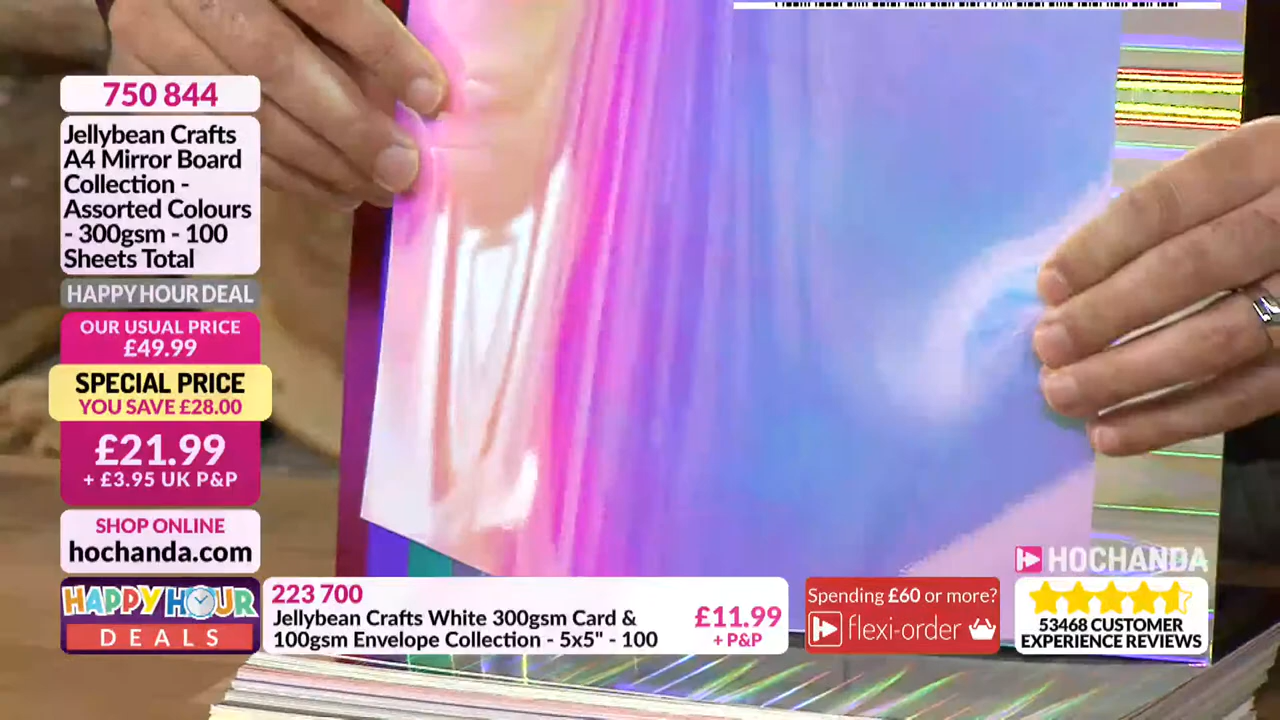 750 844
Jellybean Crafts
A4 Mirror Board
Collection -
Assorted Colours
- 300gsm - 100
Sheets Total
HAPPY HOUR DEAL
OUR USUAL PRICE
£49.99
SPECIAL PRICE
YOU SAVE £28.00
£21.99
+ £3.95 UK P&P
SHOP ONLINE
hochanda.com
HAPPY HOUR
DEALS
223 700
Jellybean Crafts White 300gsm Card &
100gsm Envelope Collection - 5x5" - 100
£11.99
+ P&P
Spending £60 or more?
flexi-order
HOCHANDA
53468 CUSTOMER
EXPERIENCE REVIEWS